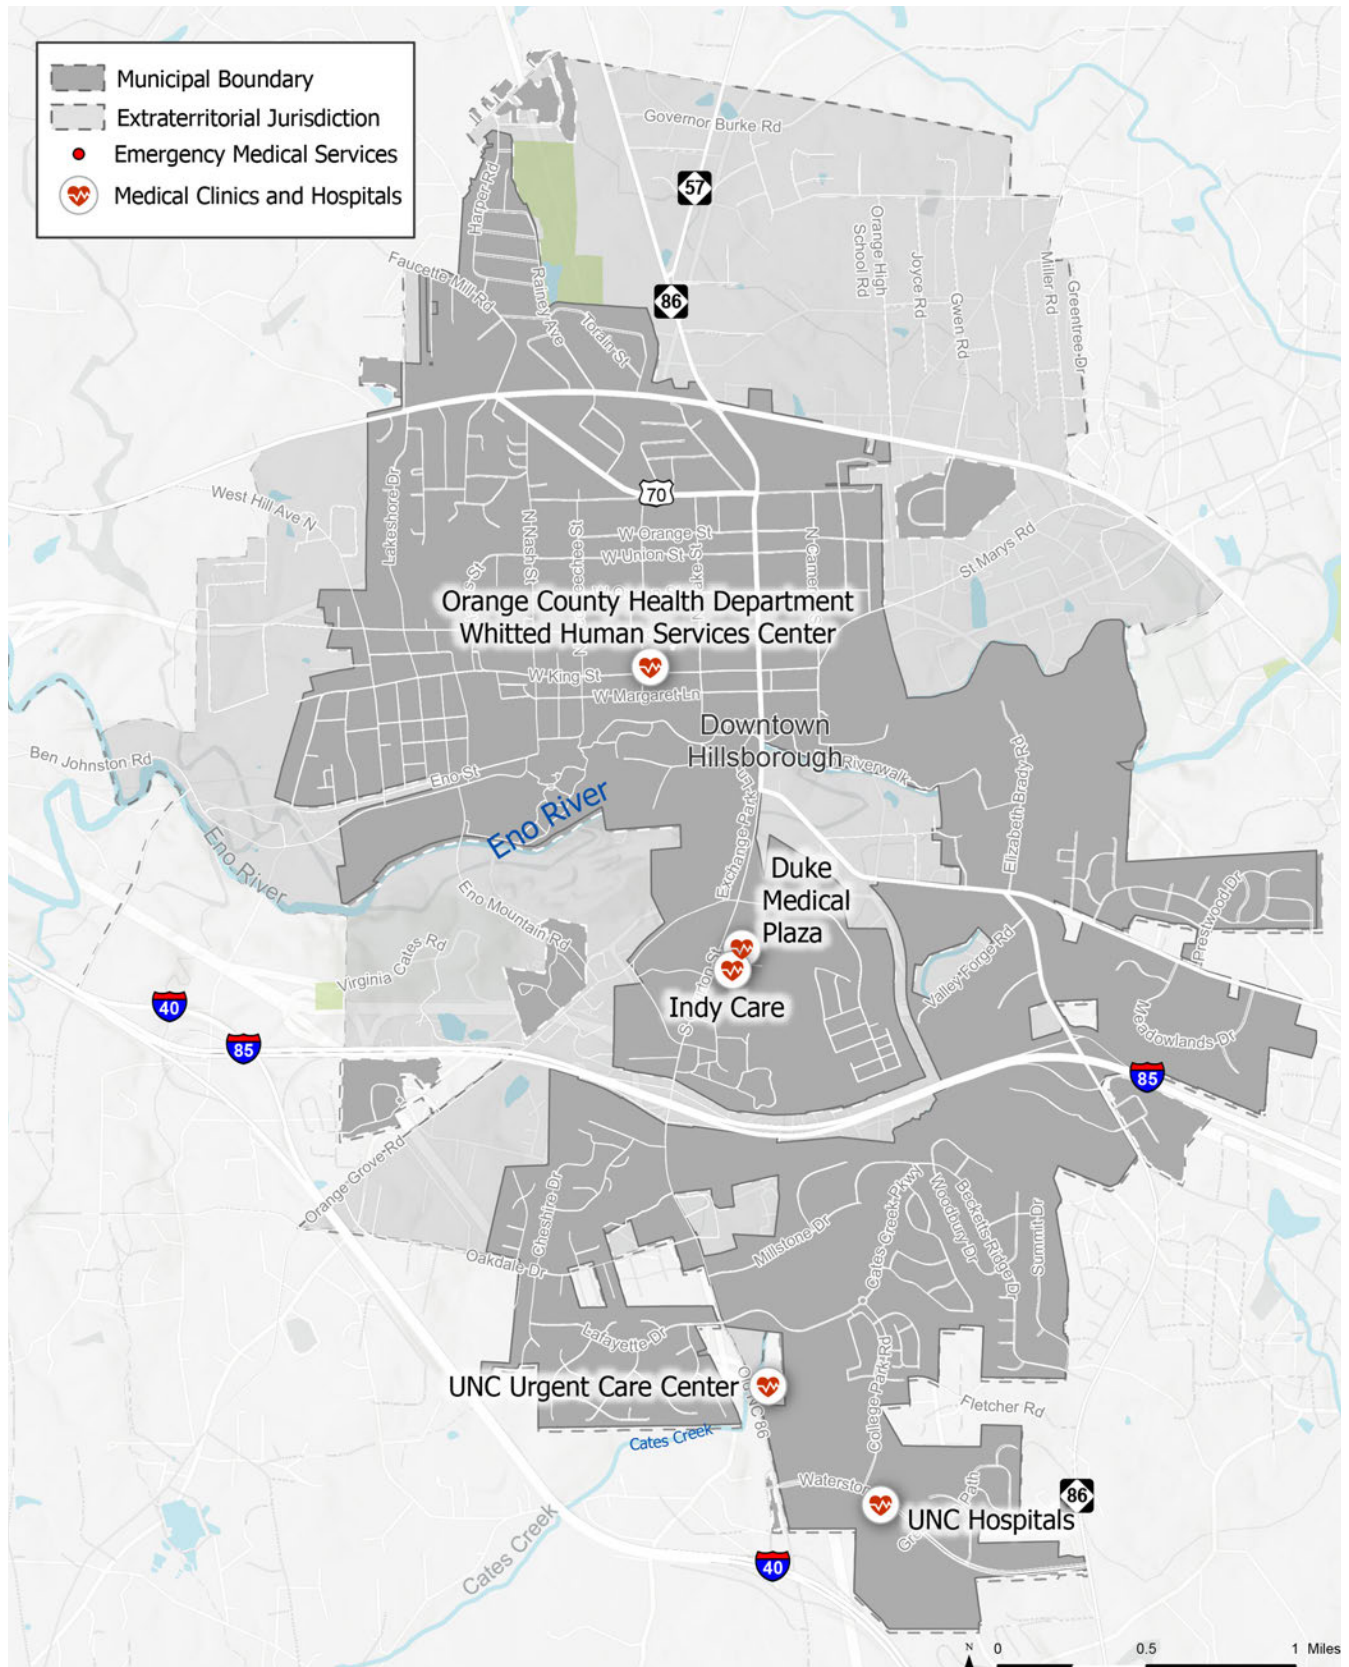 Municipal Boundary
Extraterritorial Jurisdiction
Emergency Medical Services
Medical Clinics and Hospitals
Governor Burke Rd
57
Harper Rd
Orange High
School Rd
Joyce Rd
Gwen Rd
Miller Rd
Greentree Dr
Faucette Mill Rd
Rainey Ave
Torain St
86
West Hill Ave N
Lakeshore Dr
70
W Orange St
W Union St
N Nash St
St Marys Rd
Orange County Health Department
Whitted Human Services Center
W King St
W Margaret Ln
Downtown
Hillsborough
Riverwalk
Ben Johnston Rd
Eno St
Eno River
Eno River
Exchange Park Ln
Elizabeth Brady Rd
Duke
Medical
Plaza
Eno Mountain Rd
Virginia Cates Rd
Prestwood Dr
Valley Forge Rd
Indy Care
Meadowlands Dr
40
85
85
Orange Grove Rd
Cheshire Dr
Oakdale Dr
Millstone Dr
Cates Creek Pkwy
Woodbury Dr
Becketts Ridge Dr
Summit Dr
Lafayette Dr
UNC Urgent Care Center
Old NC 86
College Park Rd
Fletcher Rd
Cates Creek
Waterstone
Path
86
UNC Hospitals
Cates Creek
40
N
0 0.5 1 Miles